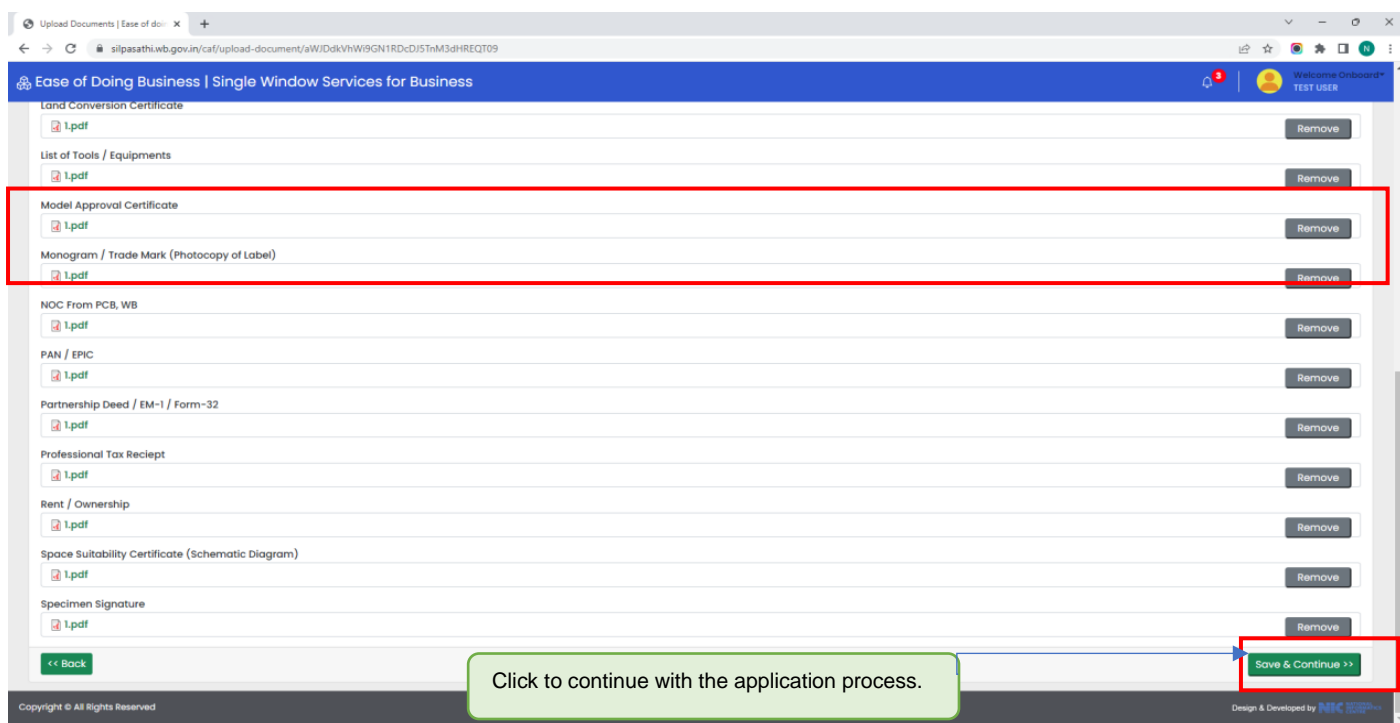 Upload Documents | Ease of doin
silpasathi.wb.gov.in/caf/upload-document/aWJDdkVhWi9GN1RDcDJ5TnM3dHREQT09
N
Ease of Doing Business | Single Window Services for Business
3
Welcome Onboard
TEST USER
Land Conversion Certificate
1.pdf Remove
List of Tools / Equipments
1.pdf Remove
Model Approval Certificate
1.pdf Remove
Monogram / Trade Mark (Photocopy of Label)
1.pdf Remove
NOC From PCB, WB
1.pdf Remove
PAN / EPIC
1.pdf Remove
Partnership Deed / EM-1 / Form-32
1.pdf Remove
Professional Tax Reciept
1.pdf Remove
Rent / Ownership
1.pdf Remove
Space Suitability Certificate (Schematic Diagram)
1.pdf Remove
Specimen Signature
1.pdf Remove
<< Back
Save & Continue >>
Click to continue with the application process.
Copyright © All Rights Reserved
Design & Developed by NIC